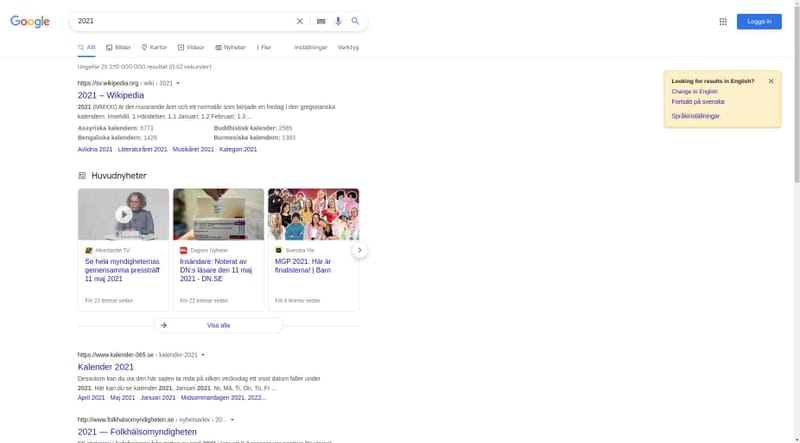 Google
2021
Logga in
Allt
Bilder
Kartor
Videor
Nyheter
Fler
Inställningar
Verktyg
Ungefär 25 270 000 000 resultat (0,62 sekunder)
https://sv.wikipedia.org › wiki › 2021
2021 – Wikipedia
2021 (MMXXI) är det nuvarande året och ett normalår som började en fredag i den gregorianska
kalendern. Innehåll. 1 Händelser. 1.1 Januari; 1.2 Februari; 1.3 ...
Assyriska kalendern: 6771
Buddhistisk kalender: 2565
Bengaliska kalendern: 1428
Burmesiska kalendern: 1383
Avlidna 2021 · Litteraturåret 2021 · Musikåret 2021 · Kategori:2021
Looking for results in English?
Change to English
Fortsätt på svenska
Språkinställningar
Huvudnyheter
Aftonbladet TV
Se hela myndigheternas
gemensamma pressträff
11 maj 2021
För 23 timmar sedan
Dagens Nyheter
Insändare: Noterat av
DN:s läsare den 11 maj
2021 - DN.SE
För 22 timmar sedan
Svenska Yle
MGP 2021: Här är
finalisterna! | Barn
För 8 timmar sedan
Visa alla
https://www.kalender-365.se › kalender-2021
Kalender 2021
Dessutom kan du via den här sajten ta reda på vilken veckodag ett visst datum faller under
2021. Här kan du se kalender 2021. Januari 2021. Nr, Må, Ti, On, To, Fr ...
April 2021 · Maj 2021 · Januari 2021 · Midsommardagen 2021, 2022...
http://www.folkhalsomyndigheten.se › nyhetsarkiv › 20...
2021 — Folkhälsomyndigheten